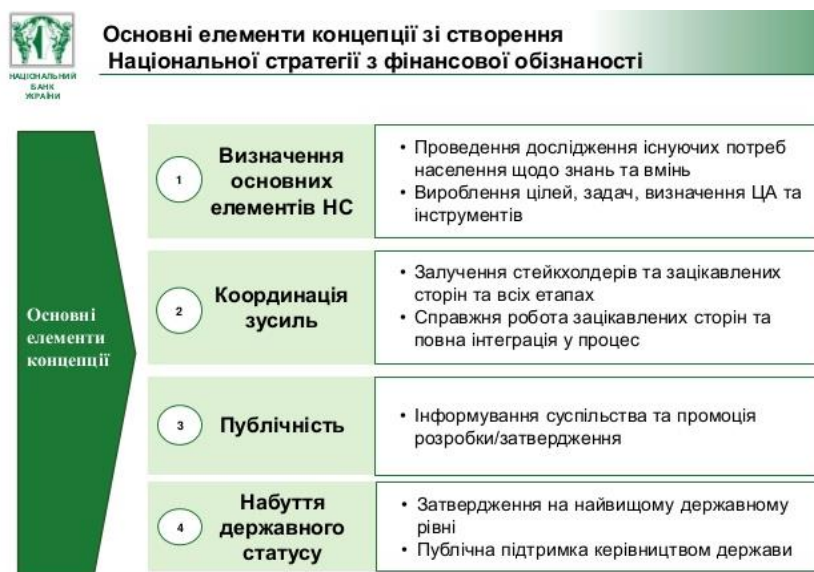 Основні елементи концепції зі створення
Національної стратегії з фінансової обізнаності
НАЦІОНАЛЬНИЙ
БАНК
УКРАЇНИ
Основні
елементи
концепції
1
Визначення
основних
елементів НС
• Проведення дослідження існуючих потреб
населення щодо знань та вмінь
• Вироблення цілей, задач, визначення ЦА та
інструментів
2
Координація
зусиль
• Залучення стейкхолдерів та зацікавлених
сторін та всіх етапах
• Справжня робота зацікавлених сторін та
повна інтеграція у процес
3
Публічність
• Інформування суспільства та промоція
розробки/затвердження
4
Набуття
державного
статусу
• Затвердження на найвищому державному
рівні
• Публічна підтримка керівництвом держави